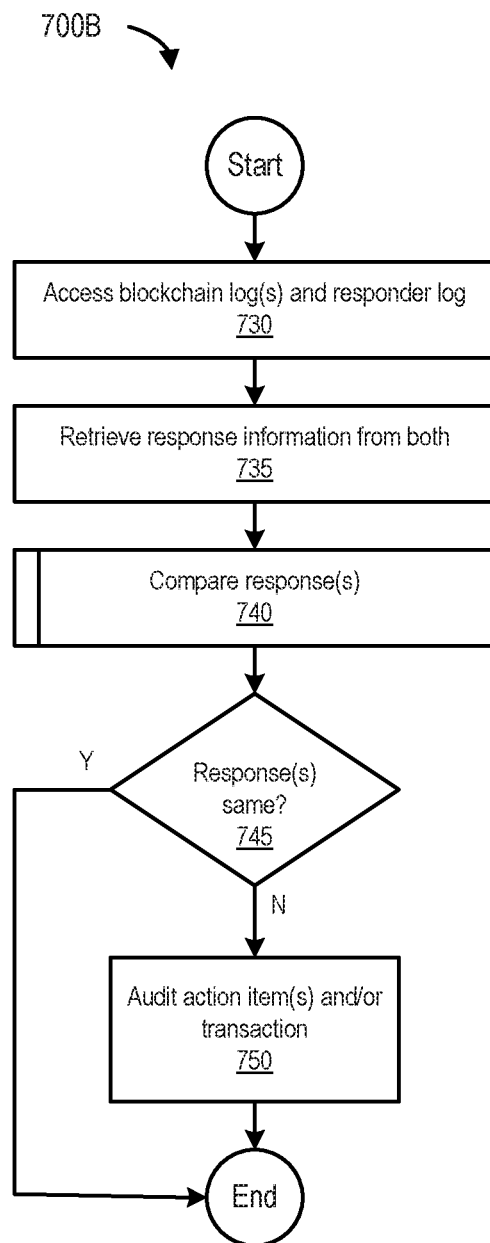 700B
Start
Access blockchain log(s) and responder log
730
Retrieve response information from both
735
Compare response(s)
740
Y
Response(s)
same?
745
N
Audit action item(s) and/or
transaction
750
End